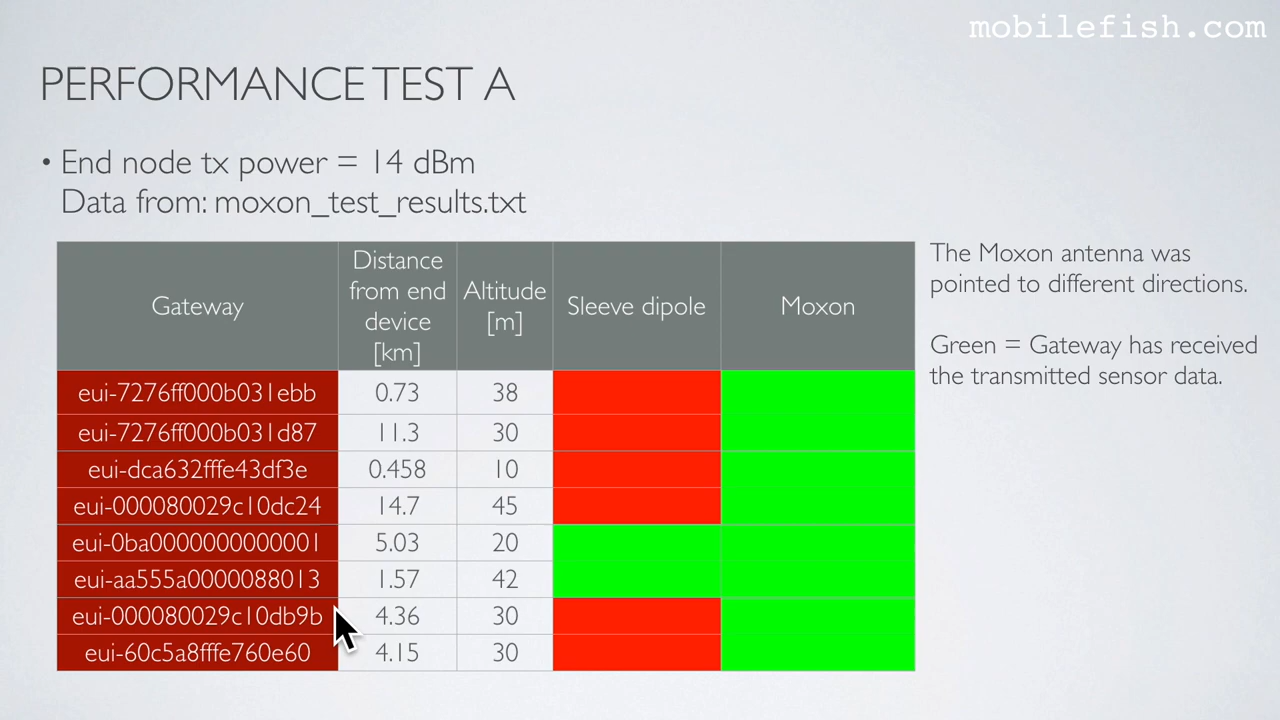 mobilefish.com
PERFORMANCE TEST A
• End node tx power = 14 dBm
Data from: moxon_test_results.txt
Gateway
Distance
from end
device
[km]
Altitude
[m]
Sleeve dipole
Moxon
eui-7276ff000b031ebb 0.73 38
eui-7276ff000b031d87 11.3 30
eui-dca632fffe43df3e 0.458 10
eui-000080029c10dc24 14.7 45
eui-0ba0000000000001 5.03 20
eui-aa555a0000088013 1.57 42
eui-000080029c10db9b 4.36 30
eui-60c5a8fffe760e60 4.15 30
The Moxon antenna was
pointed to different directions.
Green = Gateway has received
the transmitted sensor data.